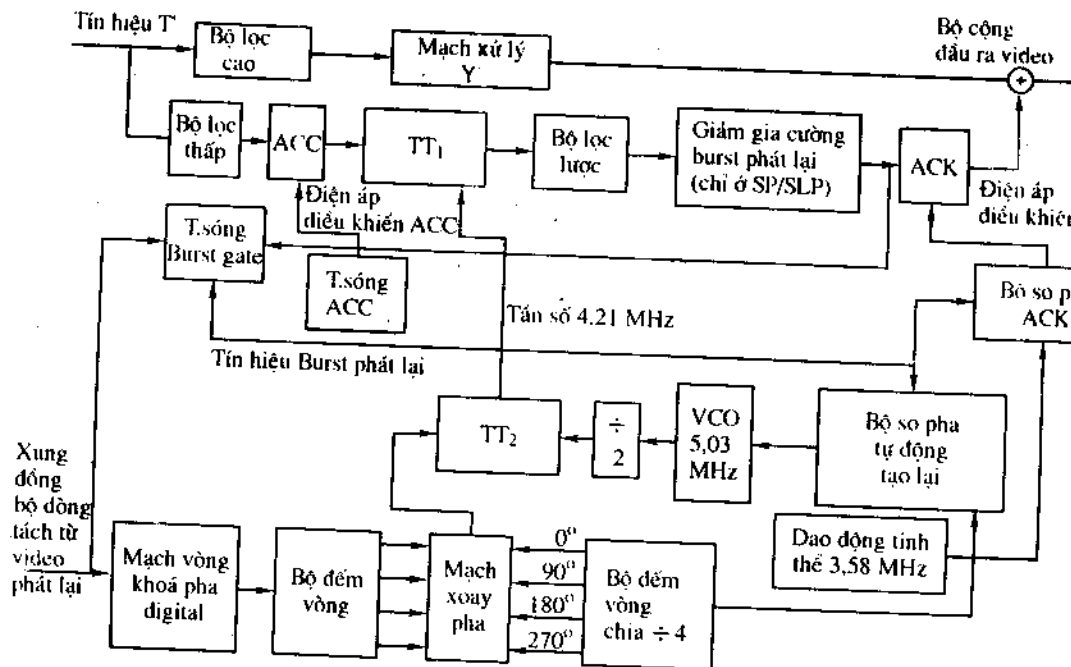 Tín hiệu T
Bộ lọc
cao
Mạch xử lý
Y
Bộ cộng
đầu ra video
+
Bộ lọc
thấp
ACC
TT₁
Bộ lọc
lược
Giảm gia cường
burst phát lại
(chỉ ở SP/SLP)
ACK
Điện áp
điều khiển ACC
Điện áp
điều khiển
T.sóng
Burst gate
T.sóng
ACC
Tần số 4.21 MHz
Bộ so p
ACK
Tín hiệu Burst phát lại
TT₂
÷
2
VCO
5,03
MHz
Bộ so pha
tự động
tạo lại
Xung
đồng
bộ dòng
tách từ
video
phát lại
Mạch vòng
khoá pha
digital
Bộ đếm
vòng
Mạch
xoay
pha
0°
90°
180°
270°
Bộ đếm
vòng
chia ÷ 4
Dao động tinh
thể 3,58 MHz